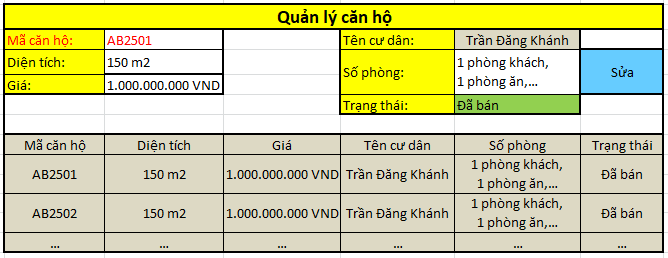 Quản lý căn hộ
Mã căn hộ: AB2501 Tên cư dân: Trần Đăng Khánh
Diện tích: 150 m2 Số phòng: 1 phòng khách,
1 phòng ăn,... Sửa
Giá: 1.000.000.000 VND
Trạng thái: Đã bán
Mã căn hộ Diện tích Giá Tên cư dân Số phòng Trạng thái
AB2501 150 m2 1.000.000.000 VND Trần Đăng Khánh 1 phòng khách,
1 phòng ăn,... Đã bán
AB2502 150 m2 1.000.000.000 VND Trần Đăng Khánh 1 phòng khách,
1 phòng ăn,... Đã bán
... ... ... ... ... ...